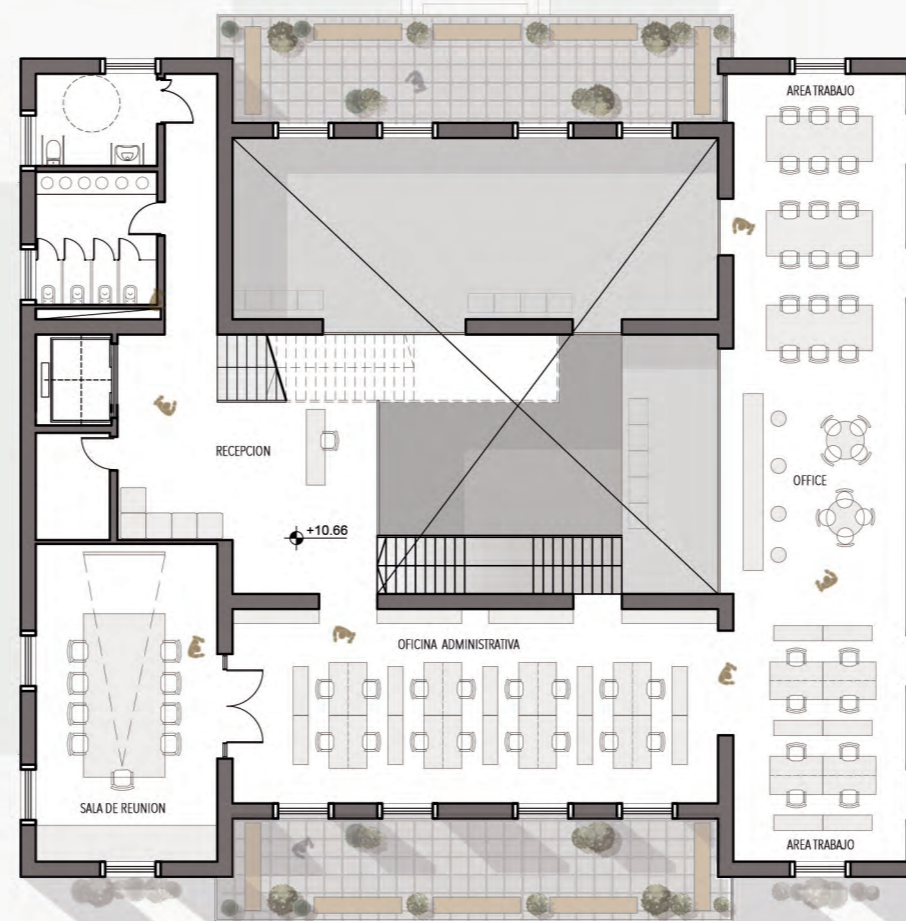 AREA TRABAJO
RECEPCION
OFFICE
+10.66
OFICINA ADMINISTRATIVA
SALA DE REUNION
AREA TRABAJO